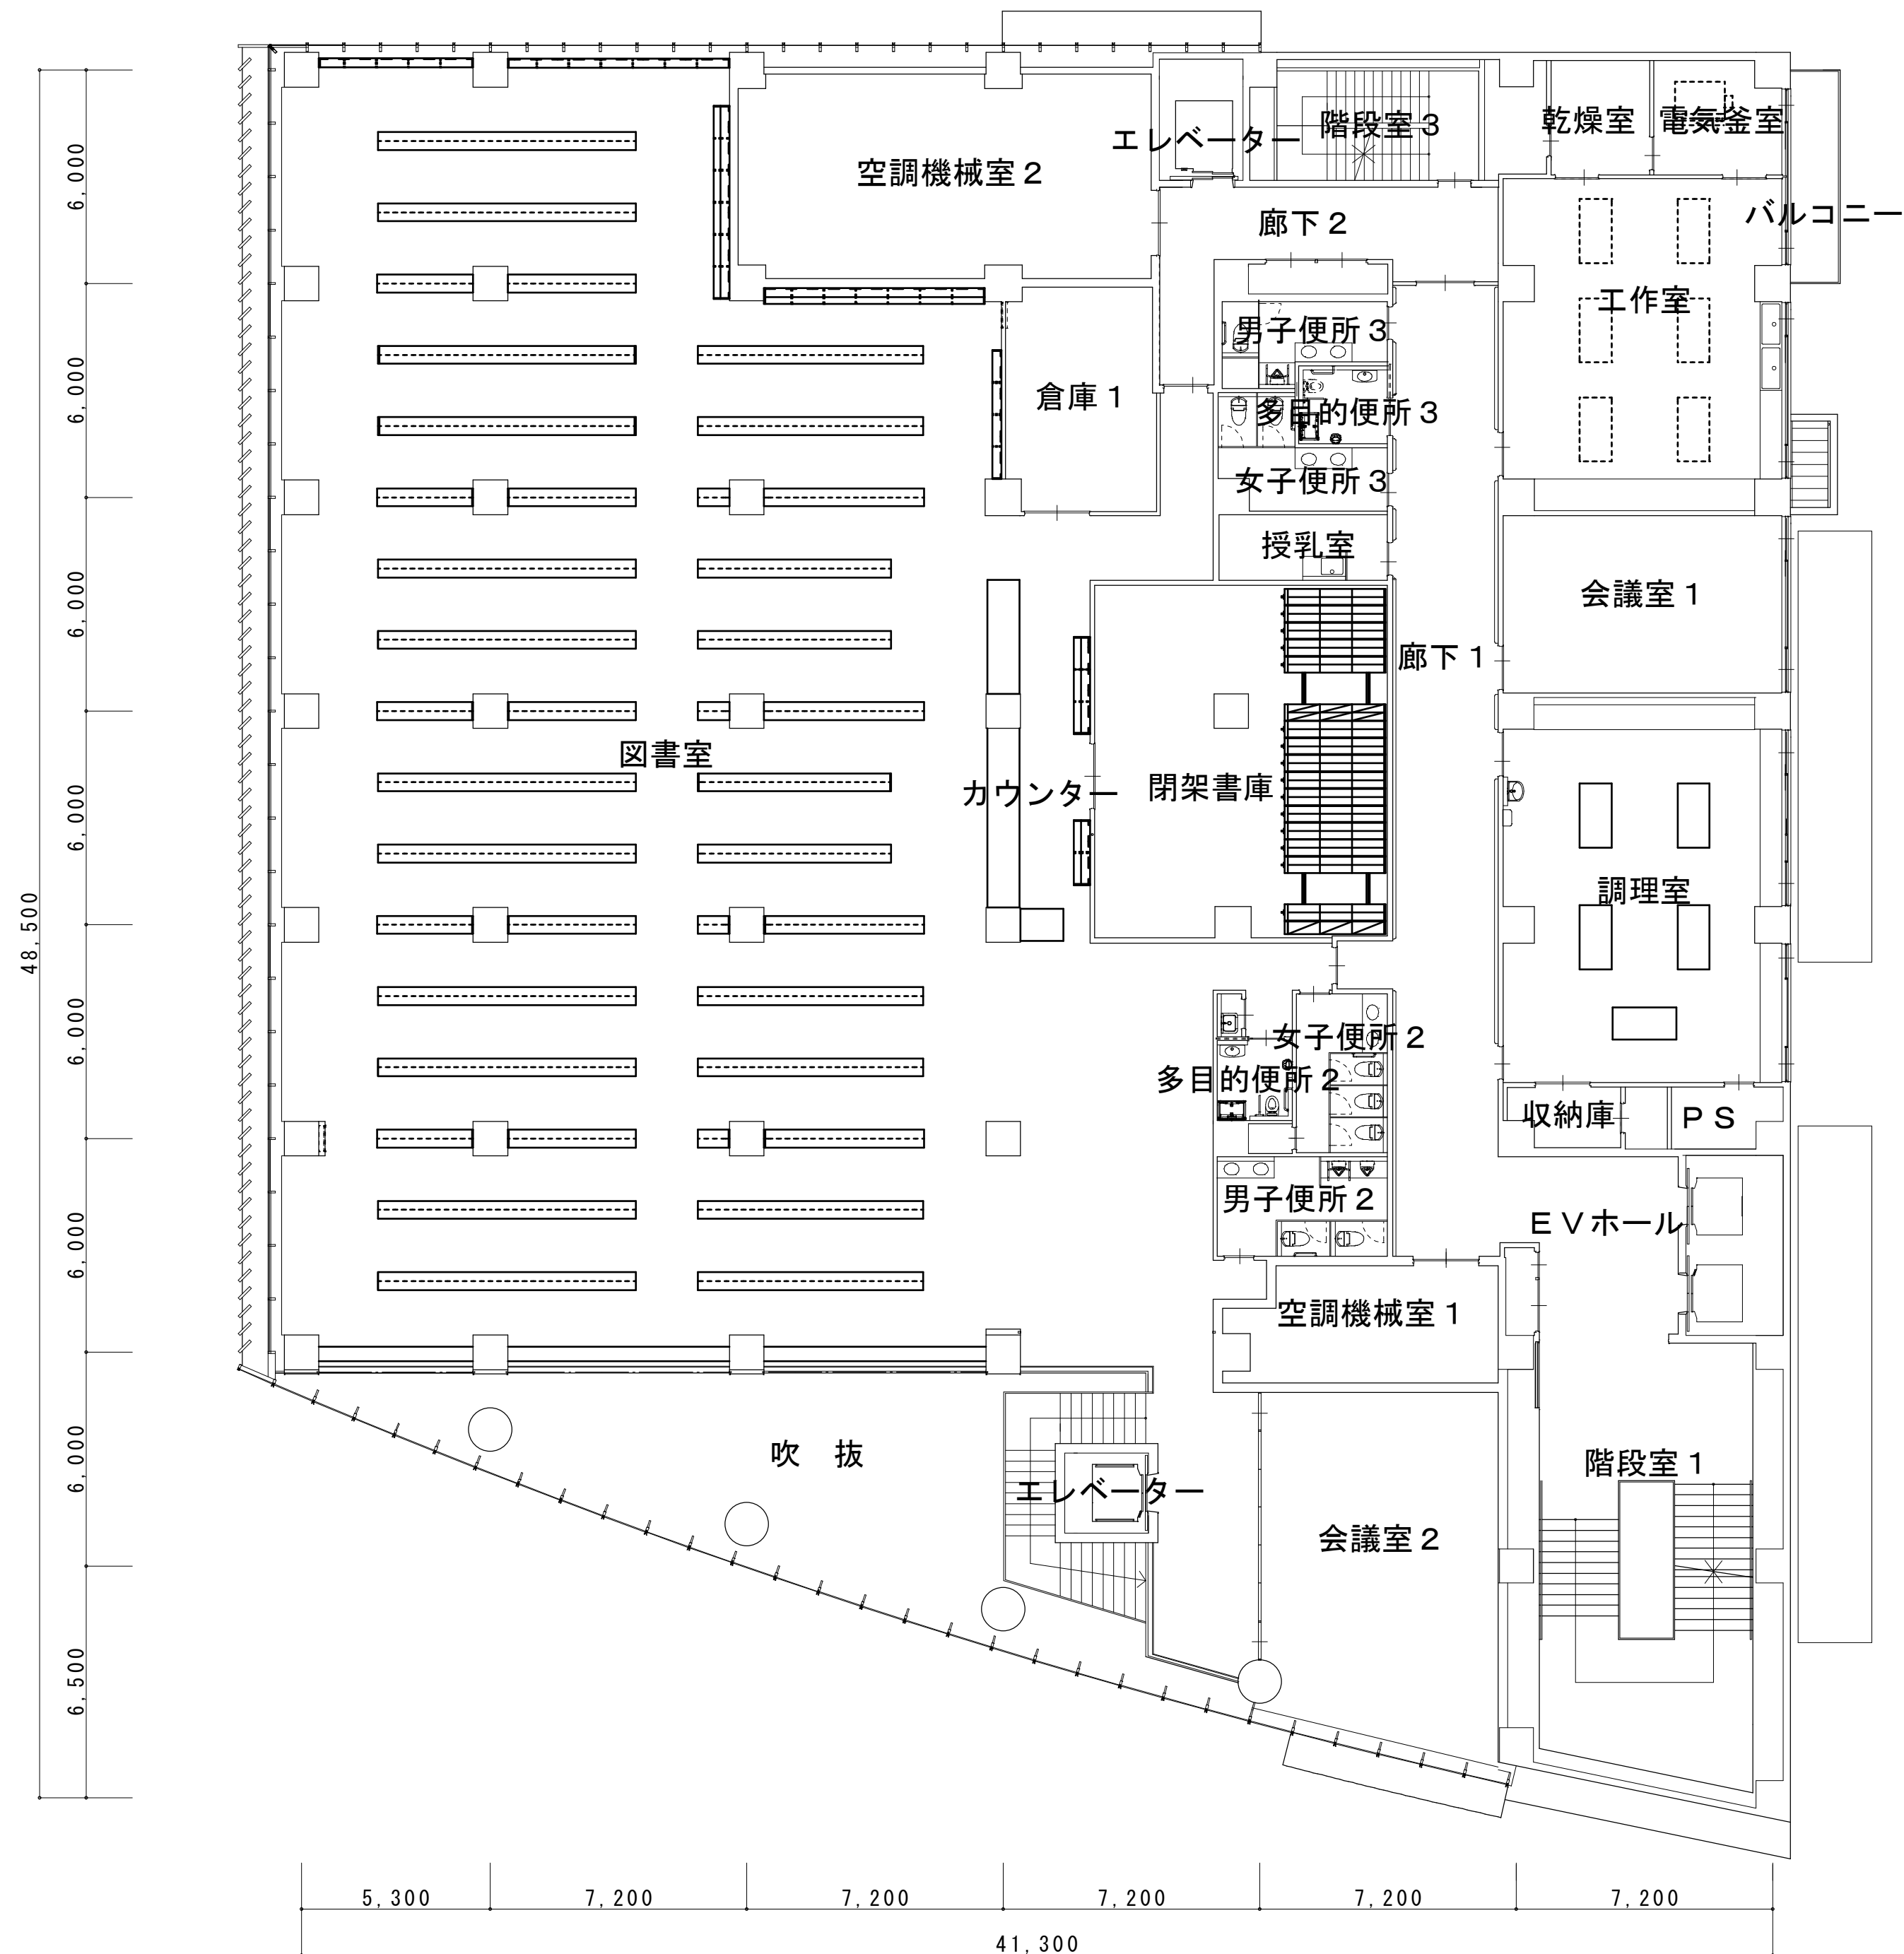 エレベーター
階段室３
乾燥室
電気釜室
空調機械室２
廊下２
バルコニー
工作室
男子便所３
倉庫１
多目的便所３
女子便所３
授乳室
会議室１
廊下１
図書室
カウンター
閉架書庫
調理室
女子便所２
多目的便所２
収納庫
ＰＳ
男子便所２
ＥＶホール
空調機械室１
吹　抜
エレベーター
階段室１
会議室２
6,000
6,000
6,000
6,000
6,000
6,000
6,000
6,500
48,500
5,300
7,200
7,200
7,200
7,200
7,200
41,300